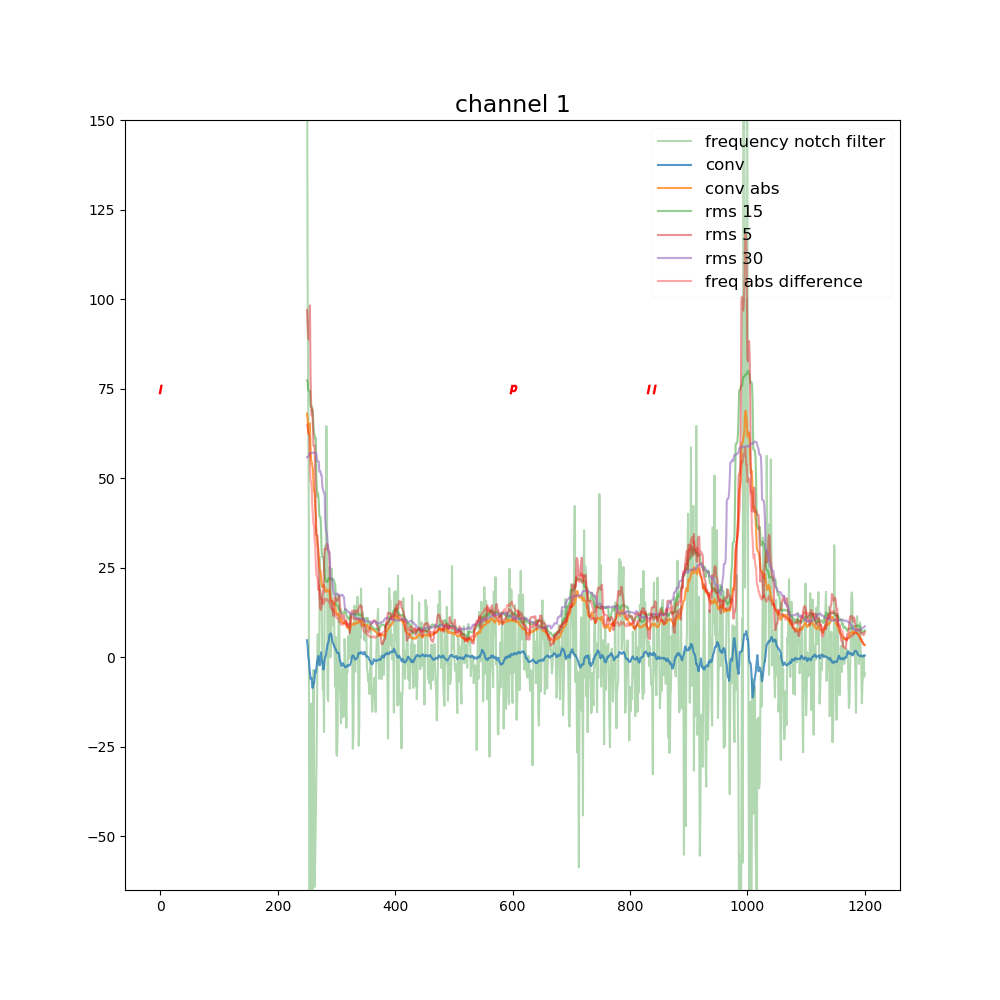 channel 1
150
125
100
75
50
25
0
−25
−50
frequency notch filter
conv
conv abs
rms 15
rms 5
rms 30
freq abs difference
I p II
0 200 400 600 800 1000 1200